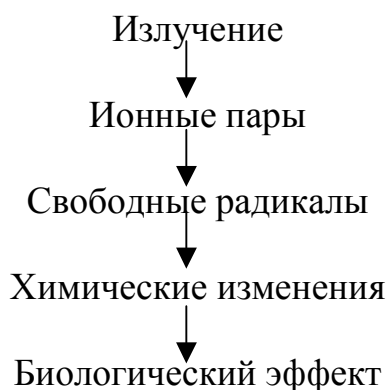 Излучение
Ионные пары
Свободные радикалы
Химические изменения
Биологический эффект